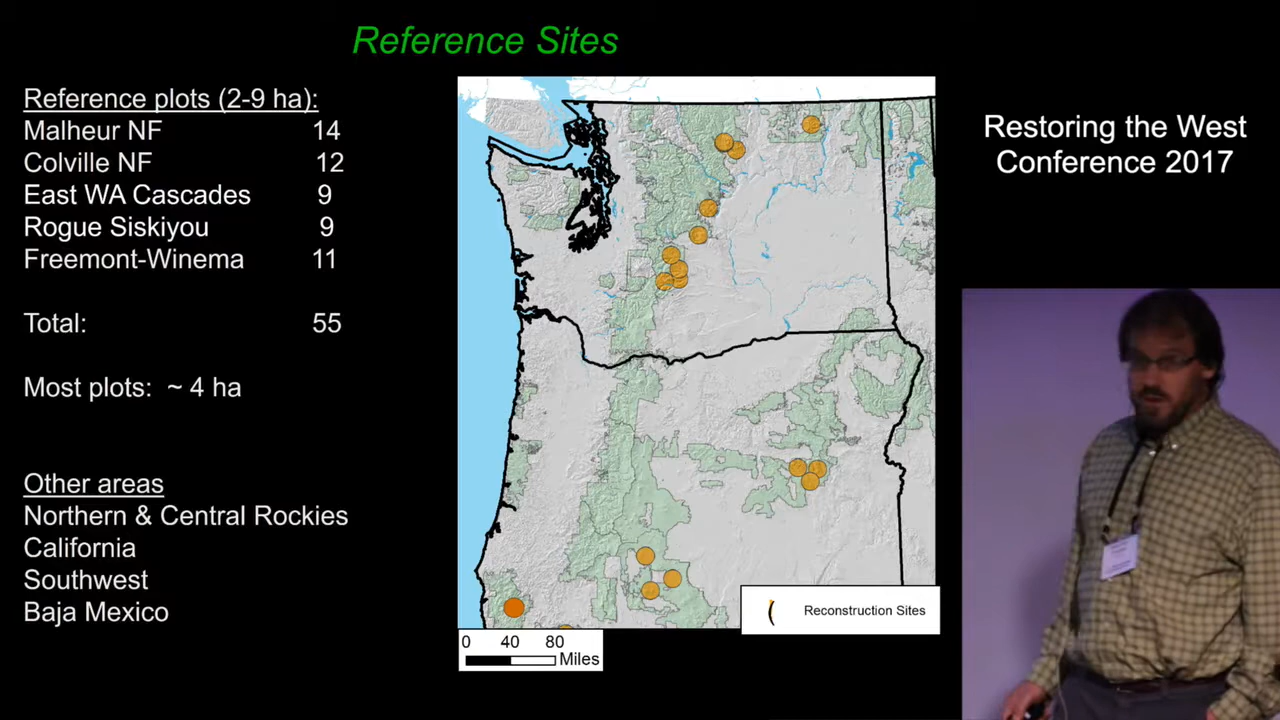 Reference Sites
Reference plots (2-9 ha):
Malheur NF 14
Colville NF 12
East WA Cascades 9
Rogue Siskiyou 9
Freemont-Winema 11
Total: 55
Most plots: ~ 4 ha
Other areas
Northern & Central Rockies
California
Southwest
Baja Mexico
Reconstruction Sites
0 40 80
Miles
Restoring the West
Conference 2017